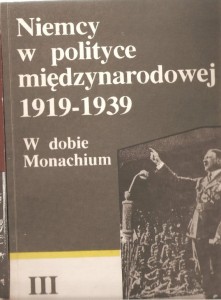 Niemcy
w polityce
międzynarodowej
1919-1939
W dobie
Monachium
III